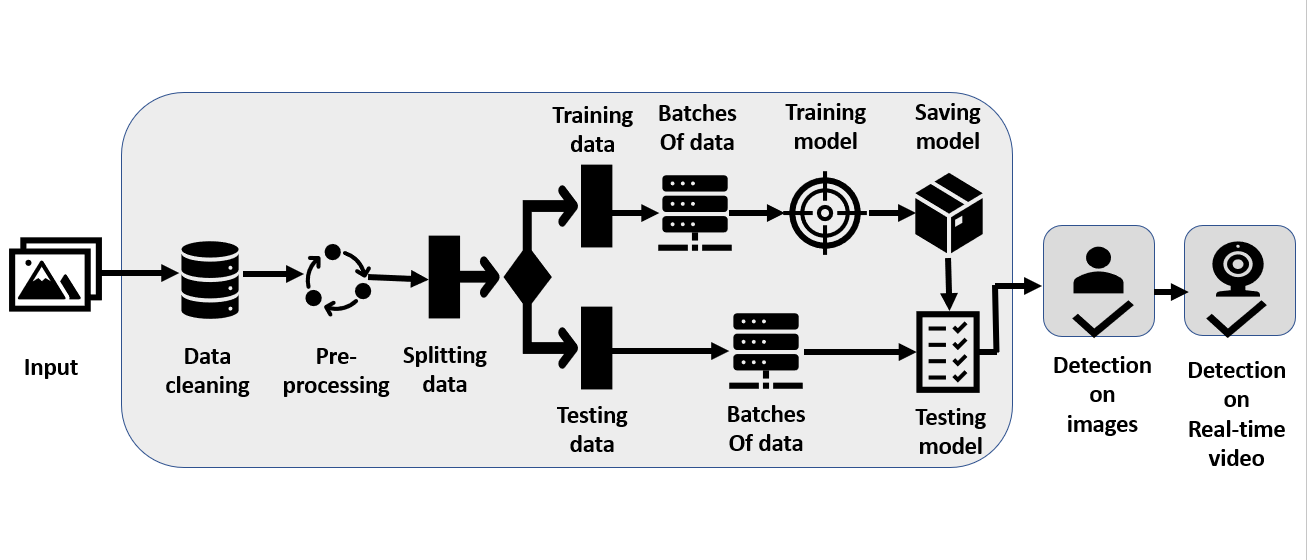 Input
Data
cleaning
Pre-
processing
Splitting
data
Training
data
Batches
Of data
Training
model
Saving
model
Testing
data
Batches
Of data
Testing
model
Detection
on
images
Detection
on
Real-time
video